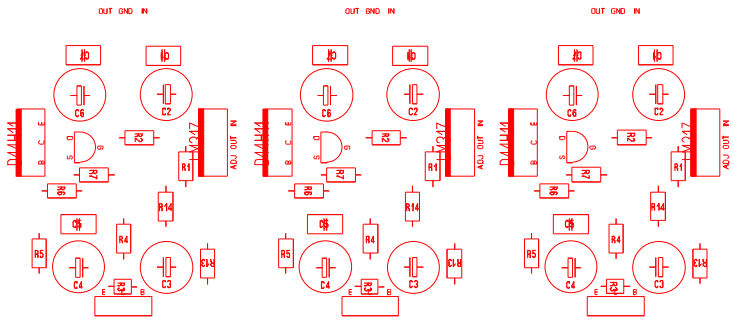 OUT GND IN OUT GND IN OUT GND IN
C6 C2 C6 C2 C6 C2
D44H11 B C E D S G R2 LM317 ADJ OUT IN
D44H11 B C E D S G R2 LM317 ADJ OUT IN
D44H11 B C E D S G R2 LM317 ADJ OUT IN
R7 R1 R7 R1 R7 R1
R6 R14 R6 R14 R6 R14
R5 R4 R13 R5 R4 R13 R5 R4 R13
C4 R3 C3 C4 R3 C3 C4 R3 C3
E B E B E B